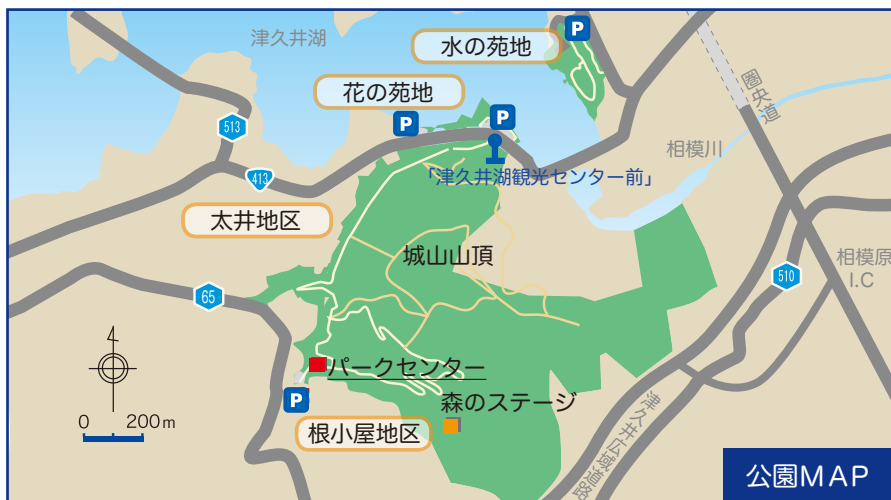 津久井湖
水の苑地
P
花の苑地
P
P
圏央道
513
相模川
413
「津久井湖観光センター前」
太井地区
城山山頂
相模原
I.C
510
65
4
パークセンター
0 200m
P
森のステージ
根小屋地区
津久井広域道路
公園MAP